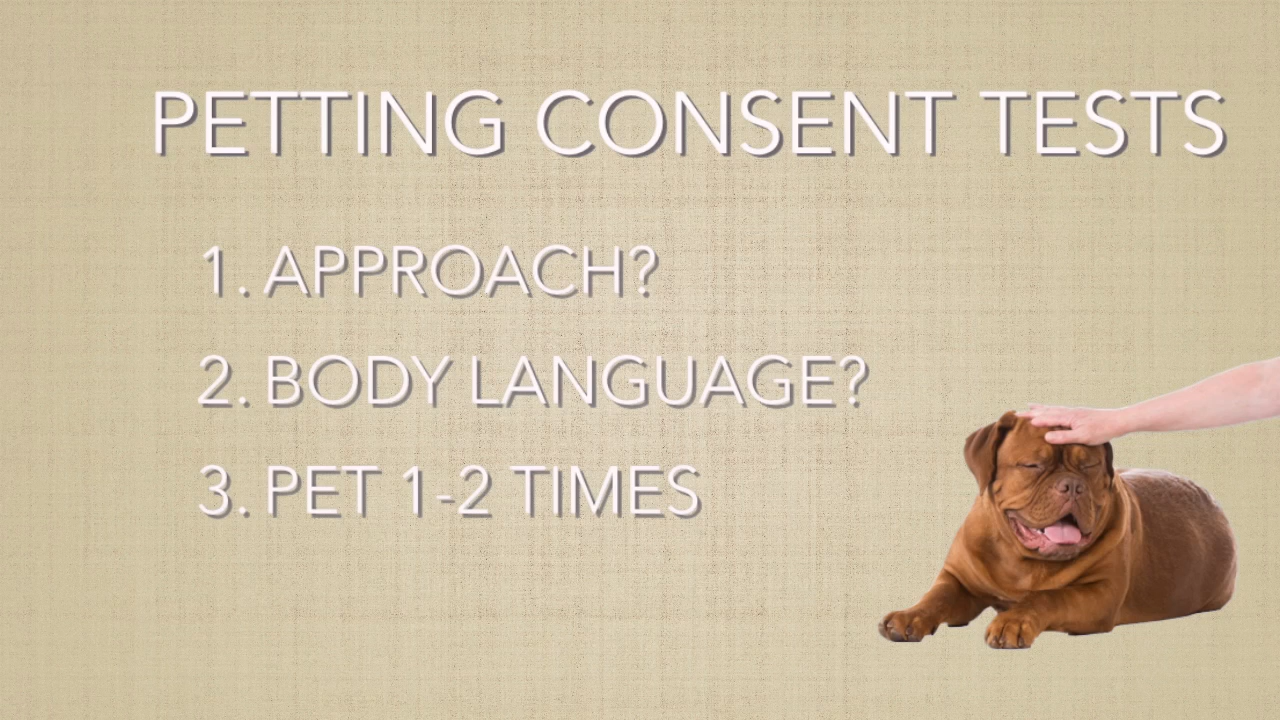 PETTING CONSENT TESTS
1. APPROACH?
2. BODY LANGUAGE?
3. PET 1-2 TIMES